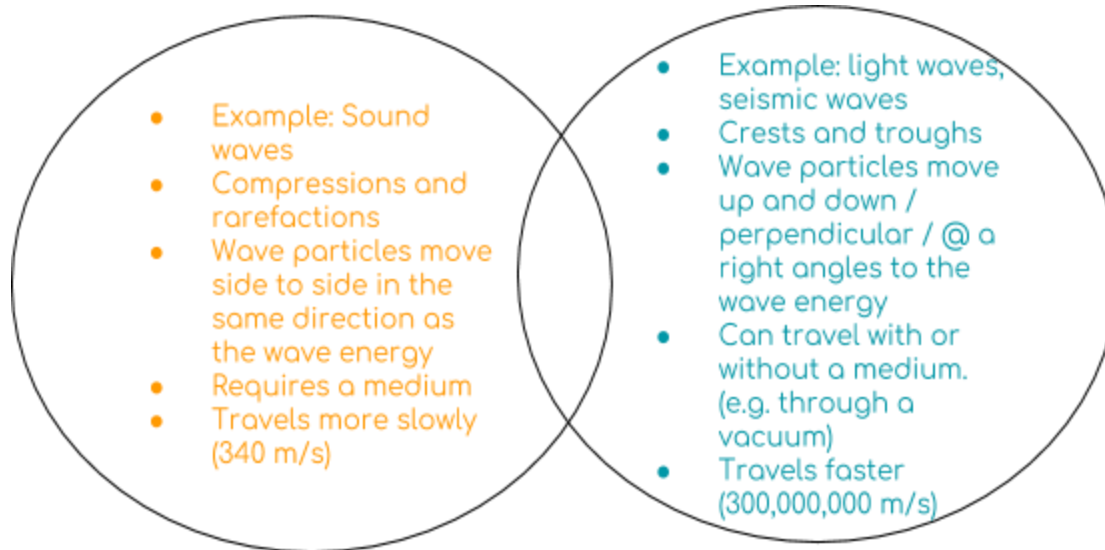 • Example: Sound
waves
• Compressions and
rarefactions
• Wave particles move
side to side in the
same direction as
the wave energy
• Requires a medium
• Travels more slowly
(340 m/s)
• Example: light waves,
seismic waves
• Crests and troughs
• Wave particles move
up and down /
perpendicular / @ a
right angles to the
wave energy
• Can travel with or
without a medium.
(e.g. through a
vacuum)
• Travels faster
(300,000,000 m/s)